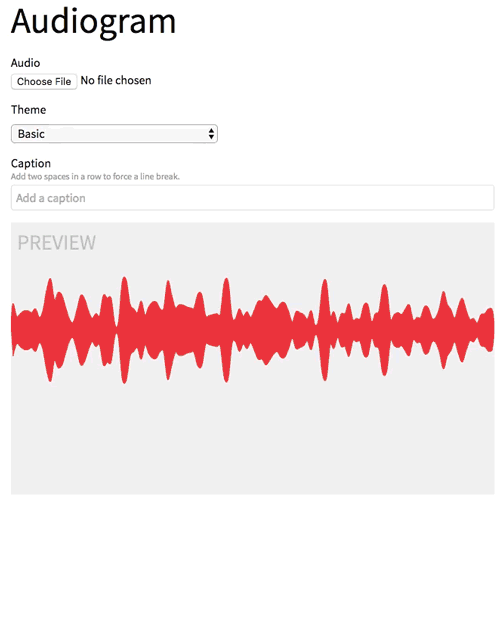 Audiogram
Audio
Choose File No file chosen
Theme
Basic
Caption
Add two spaces in a row to force a line break.
Add a caption
PREVIEW